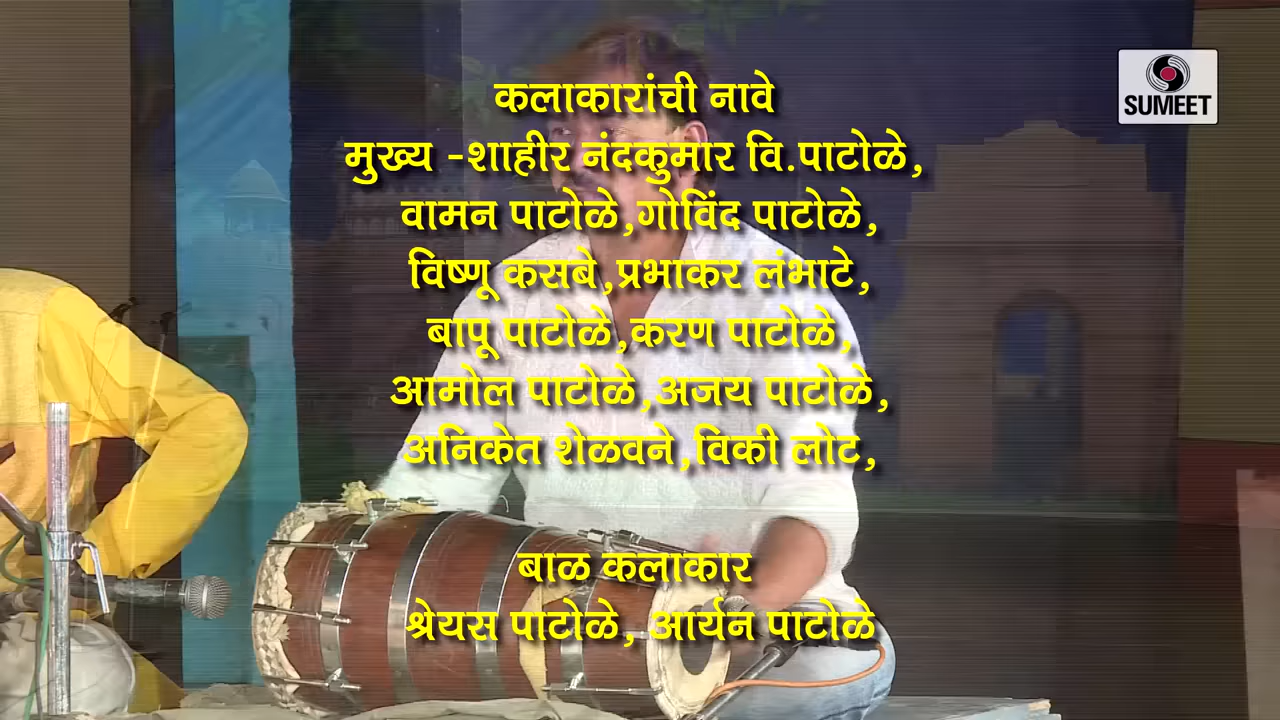 SUMEET
कलाकारांची नावे
मुख्य -शाहीर नंदकुमार वि.पाटोळे,
वामन पाटोळे,गोविंद पाटोळे,
विष्णू कसबे,प्रभाकर लंभाटे,
बापू पाटोळे,करण पाटोळे,
आमोल पाटोळे,अजय पाटोळे,
अनिकेत शेळवने,विकी लोट,
बाळ कलाकार
श्रेयस पाटोळे, आर्यन पाटोळे